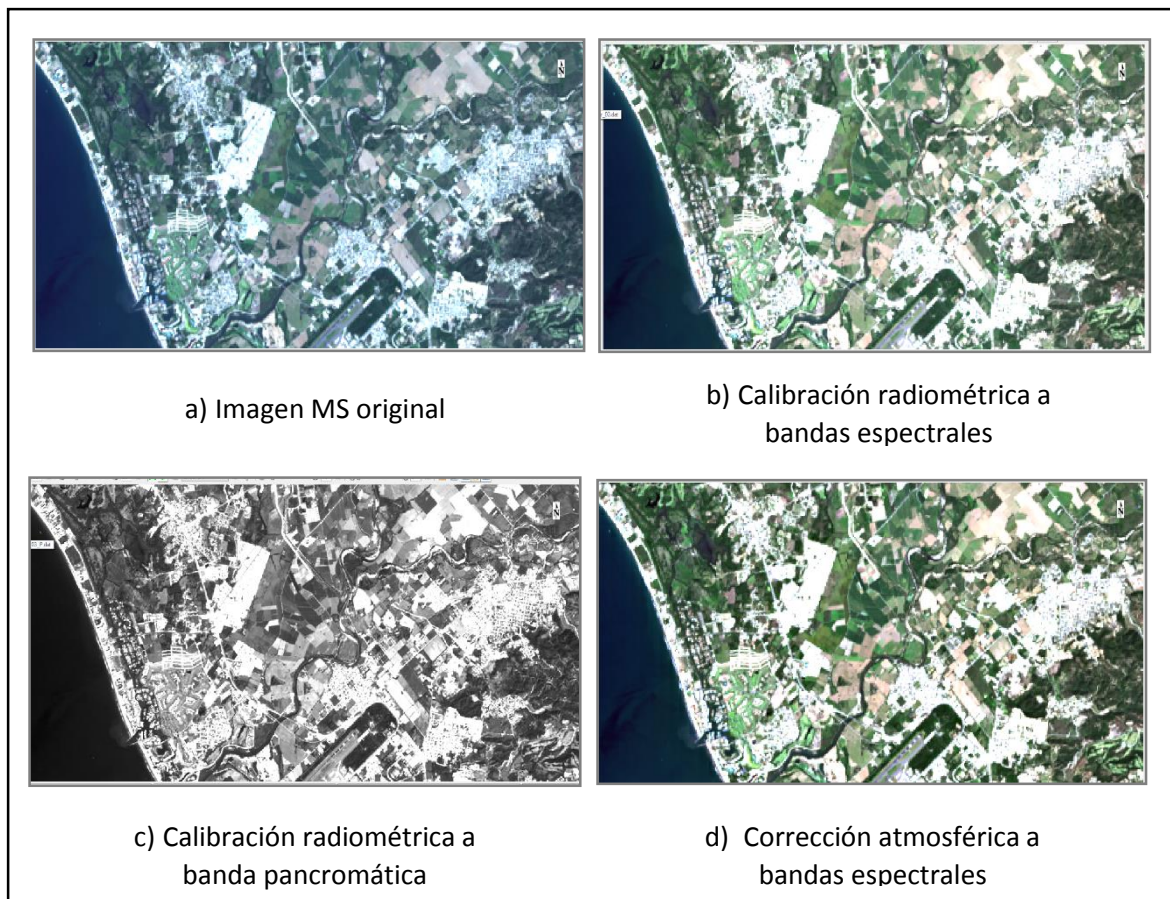 a) Imagen MS original
b) Calibración radiométrica a
bandas espectrales
c) Calibración radiométrica a
banda pancromática
d) Corrección atmosférica a
bandas espectrales